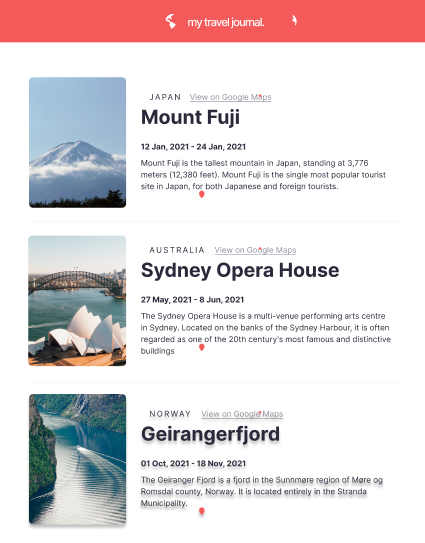 my travel journal.
JAPAN View on Google Maps
Mount Fuji
12 Jan, 2021 - 24 Jan, 2021
Mount Fuji is the tallest mountain in Japan, standing at 3,776
meters (12,380 feet). Mount Fuji is the single most popular tourist
site in Japan, for both Japanese and foreign tourists.
AUSTRALIA View on Google Maps
Sydney Opera House
27 May, 2021 - 8 Jun, 2021
The Sydney Opera House is a multi-venue performing arts centre
in Sydney. Located on the banks of the Sydney Harbour, it is often
regarded as one of the 20th century's most famous and distinctive
buildings
NORWAY View on Google Maps
Geirangerfjord
01 Oct, 2021 - 18 Nov, 2021
The Geiranger Fjord is a fjord in the Sunnmøre region of Møre og
Romsdal county, Norway. It is located entirely in the Stranda
Municipality.